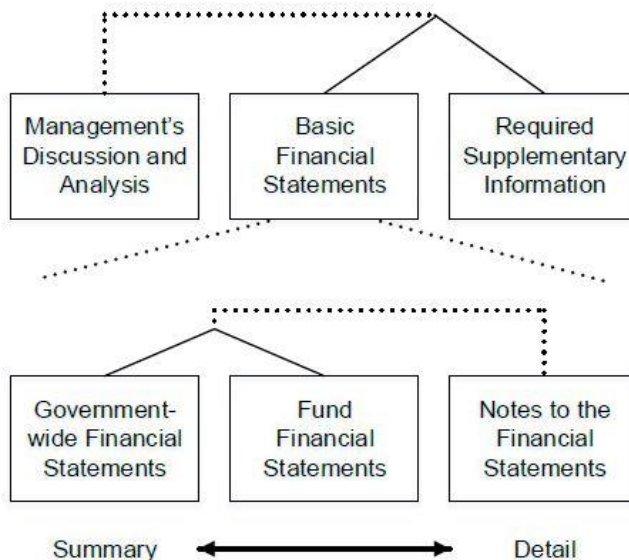 Management's
Discussion and
Analysis
Basic
Financial
Statements
Required
Supplementary
Information
Government-
wide Financial
Statements
Fund
Financial
Statements
Notes to the
Financial
Statements
Summary
Detail